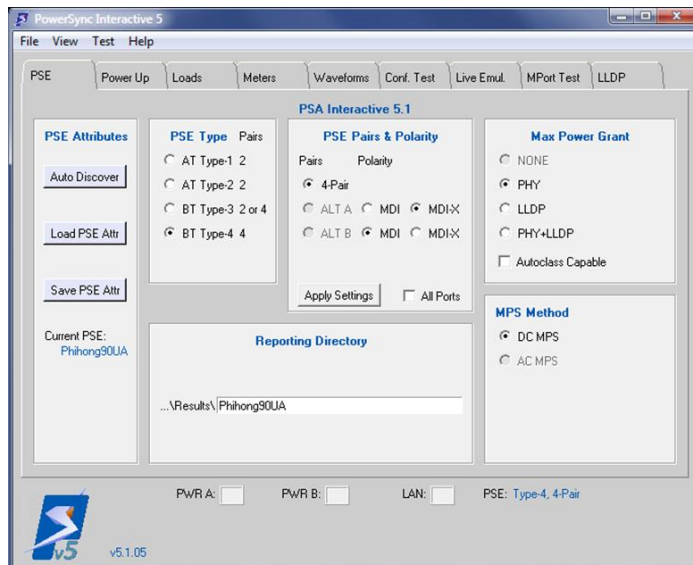 PowerSync Interactive 5
File View Test Help
PSE Power Up Loads Meters Waveforms Conf. Test Live Emul. MPort Test LLDP
PSA Interactive 5.1
PSE Attributes
Auto Discover
Load PSE Attr
Save PSE Attr
Current PSE:
Phihong90UA
PSE Type Pairs
AT Type-1 2
AT Type-2 2
BT Type-3 2 or 4
BT Type-4 4
PSE Pairs & Polarity
Pairs Polarity
4-Pair
ALT A MDI MDI-X
ALT B MDI MDI-X
Apply Settings All Ports
Max Power Grant
NONE
PHY
LLDP
PHY+LLDP
Autoclass Capable
MPS Method
DC MPS
AC MPS
Reporting Directory
...\Results\ Phihong90UA
PWR A: PWR B: LAN: PSE: Type-4, 4-Pair
v5
v5.1.05